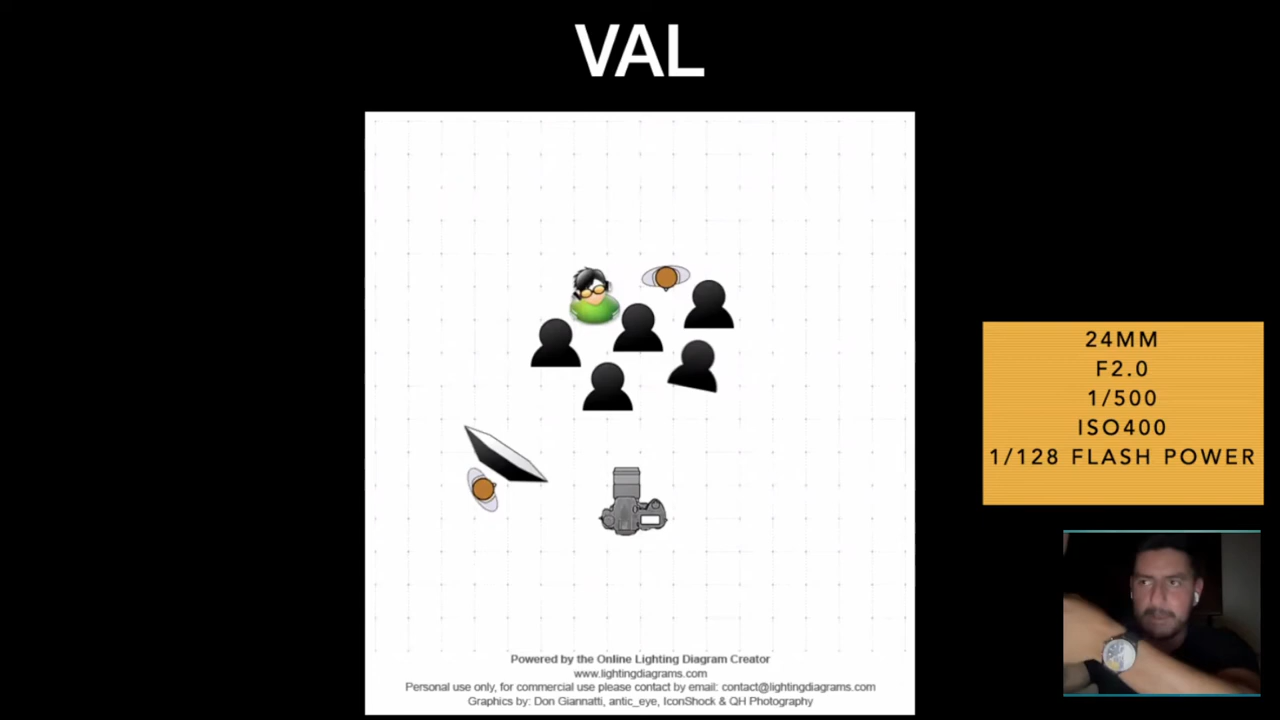 VAL
24MM
F2.0
1/500
ISO400
1/128 FLASH POWER
Powered by the Online Lighting Diagram Creator
www.lightingdiagrams.com
Personal use only, for commercial use please contact by email: contact@lightingdiagrams.com
Graphics by: Don Giannatti, antic_eye, IconShock & QH Photography